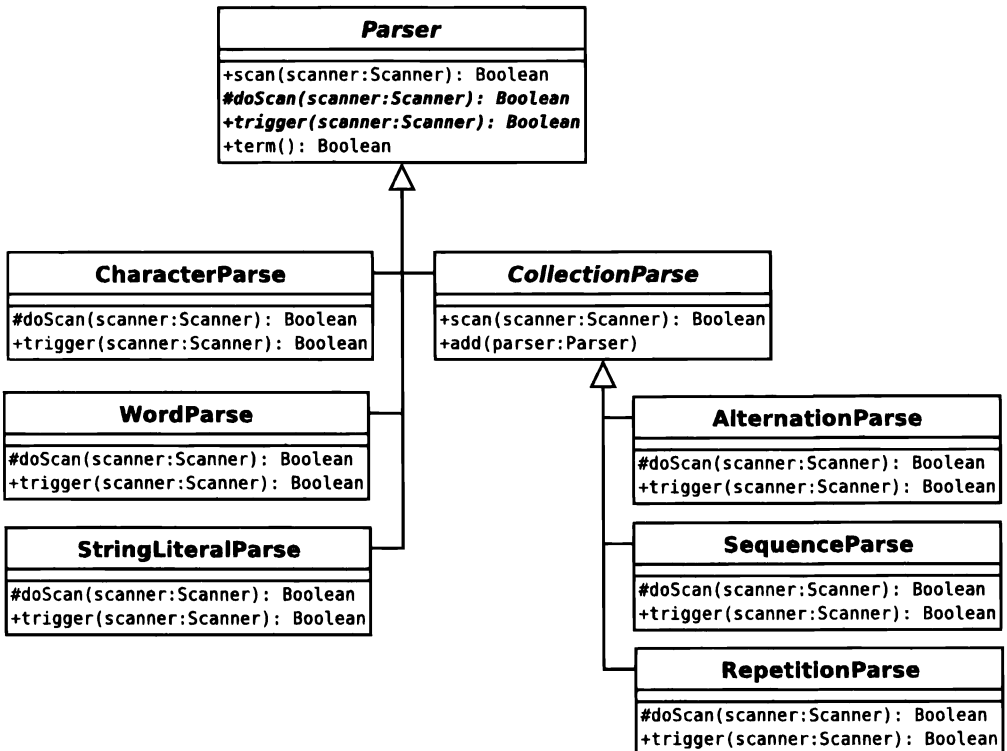 Parser
+scan(scanner:Scanner): Boolean
#doScan(scanner:Scanner): Boolean
+trigger(scanner:Scanner): Boolean
+term(): Boolean
CharacterParse
#doScan(scanner:Scanner): Boolean
+trigger(scanner:Scanner): Boolean
CollectionParse
+scan(scanner:Scanner): Boolean
+add(parser:Parser)
WordParse
#doScan(scanner:Scanner): Boolean
+trigger(scanner:Scanner): Boolean
AlternationParse
#doScan(scanner:Scanner): Boolean
+trigger(scanner:Scanner): Boolean
StringLiteralParse
#doScan(scanner:Scanner): Boolean
+trigger(scanner:Scanner): Boolean
SequenceParse
#doScan(scanner:Scanner): Boolean
+trigger(scanner:Scanner): Boolean
RepetitionParse
#doScan(scanner:Scanner): Boolean
+trigger(scanner:Scanner): Boolean